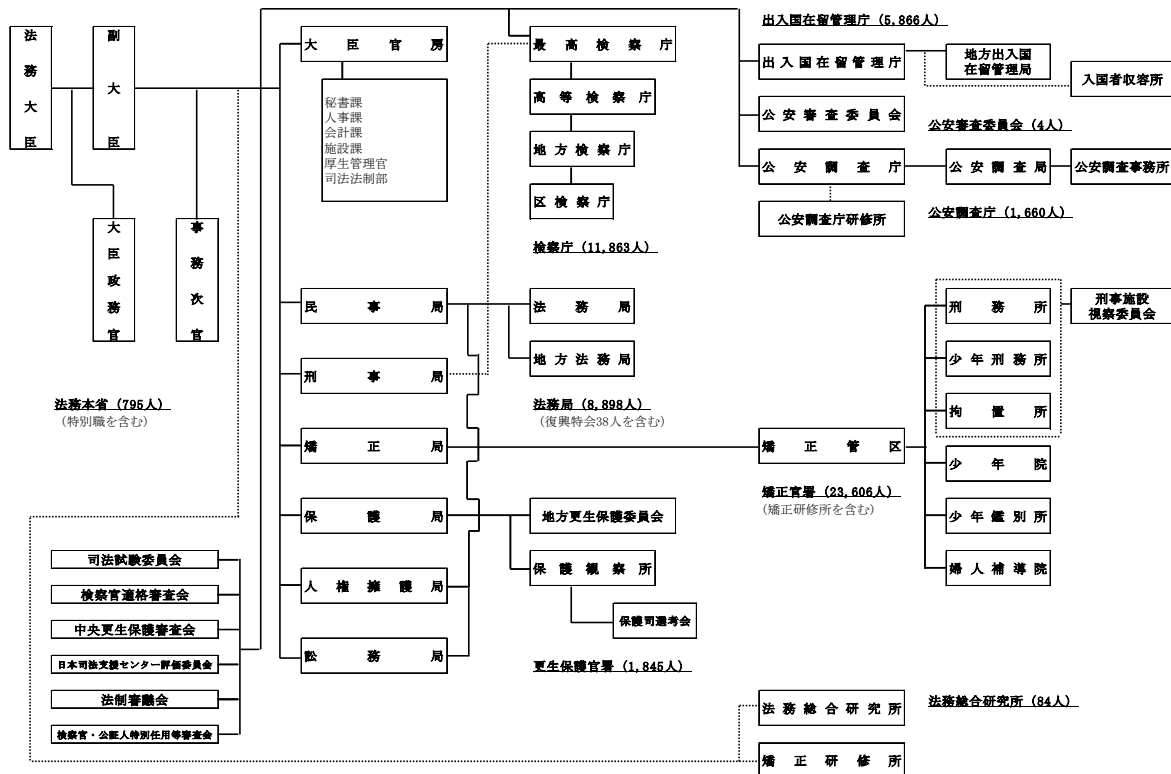 法務大臣
副大臣
大臣政務官
事務次官
法務本省 (795人)
(特別職を含む)
司法試験委員会
検察官適格審査会
中央更生保護審査会
日本司法支援センター評価委員会
法制審議会
検察官・公証人特別任用等審査会
大臣官房
秘書課
人事課
会計課
施設課
厚生管理官
司法法制部
民事局
刑事局
矯正局
保護局
人権擁護局
訟務局
最高検察庁
高等検察庁
地方検察庁
区検察庁
検察庁 (11,863人)
法務局
地方法務局
法務局 (8,898人)
(復興特会38人を含む)
地方更生保護委員会
保護観察所
保護司選考会
更生保護官署 (1,845人)
出入国在留管理庁 (5,866人)
出入国在留管理庁
地方出入国
在留管理局
入国者収容所
公安審査委員会
公安審査委員会 (4人)
公安調査庁
公安調査局
公安調査事務所
公安調査庁研修所
公安調査庁 (1,660人)
矯正管区
矯正官署 (23,606人)
(矯正研修所を含む)
刑務所
少年刑務所
拘置所
少年院
少年鑑別所
婦人補導院
刑事施設
視察委員会
法務総合研究所
法務総合研究所 (84人)
矯正研修所